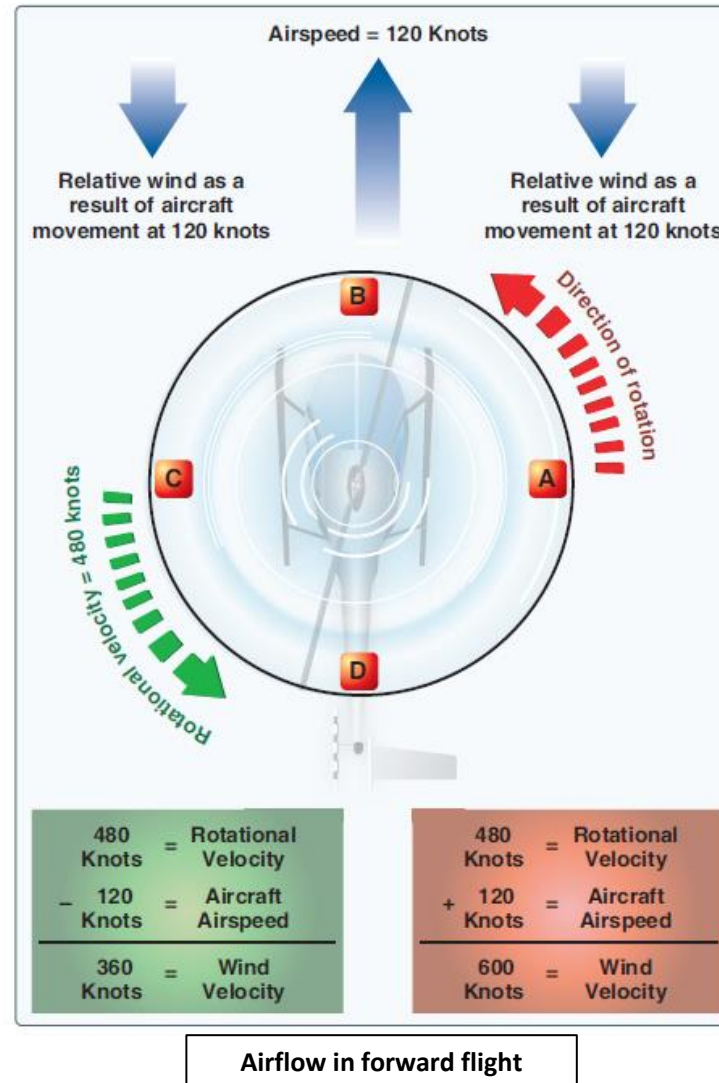 Airspeed = 120 Knots
Relative wind as a
result of aircraft
movement at 120 knots
Relative wind as a
result of aircraft
movement at 120 knots
B
Direction of rotation
C
A
Rotational velocity = 480 knots
D
480 Knots = Rotational Velocity
− 120 Knots = Aircraft Airspeed
360 Knots = Wind Velocity
480 Knots = Rotational Velocity
+ 120 Knots = Aircraft Airspeed
600 Knots = Wind Velocity
Airflow in forward flight